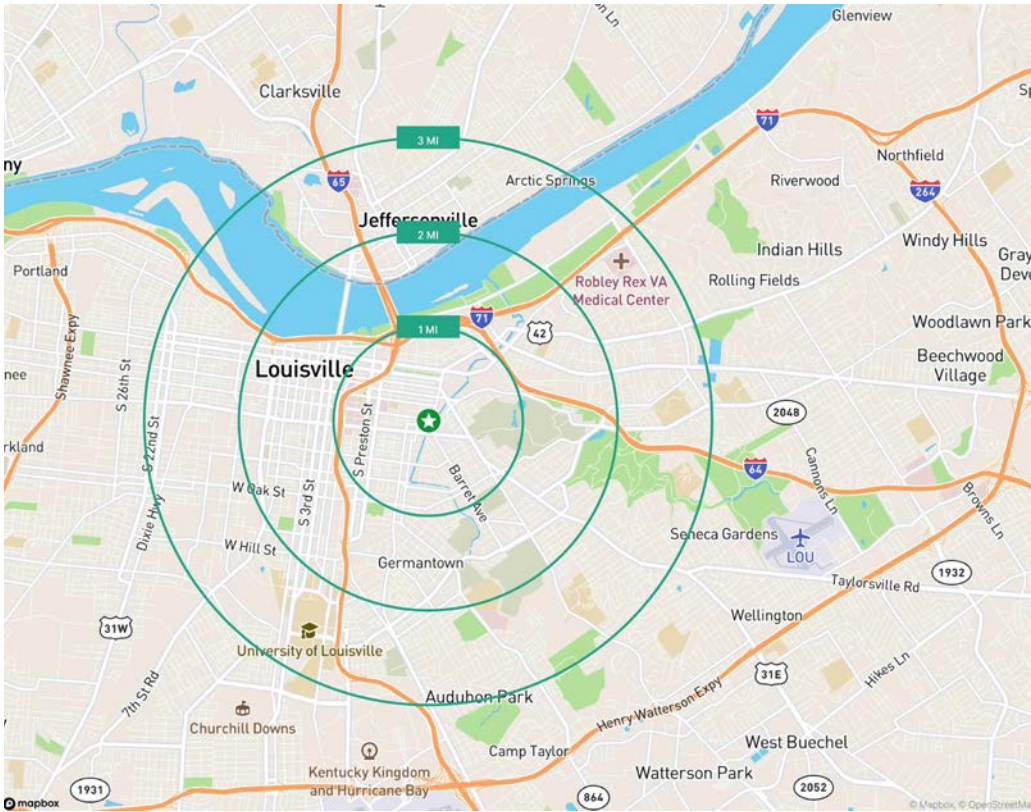 Glenview
Clarksville
71
ny
3 MI
Northfield
65
Arctic Springs
Riverwood
264
Jeffersonville
2 MI
Windy Hills
Indian Hills
Portland
Robley Rex VA
Medical Center
Rolling Fields
71
1 MI
42
Woodlawn Park
Shawnee Expy
Beechwood
Village
Louisville
nee
S 26th St
S Preston St
2048
S 22nd St
rkland
64
Cannons Ln
Barret Ave
W Oak St
S 3rd St
Browns Ln
Dixie Hwy
Seneca Gardens
LOU
W Hill St
Germantown
1932
Taylorsville Rd
Wellington
31W
University of Louisville
31E
Hikes Ln
7th St Rd
Audubon Park
Henry Watterson Expy
Churchill Downs
Camp Taylor
West Buechel
Kentucky Kingdom
and Hurricane Bay
Watterson Park
1931
864
2052
mapbox
© Mapbox, © OpenStreetM